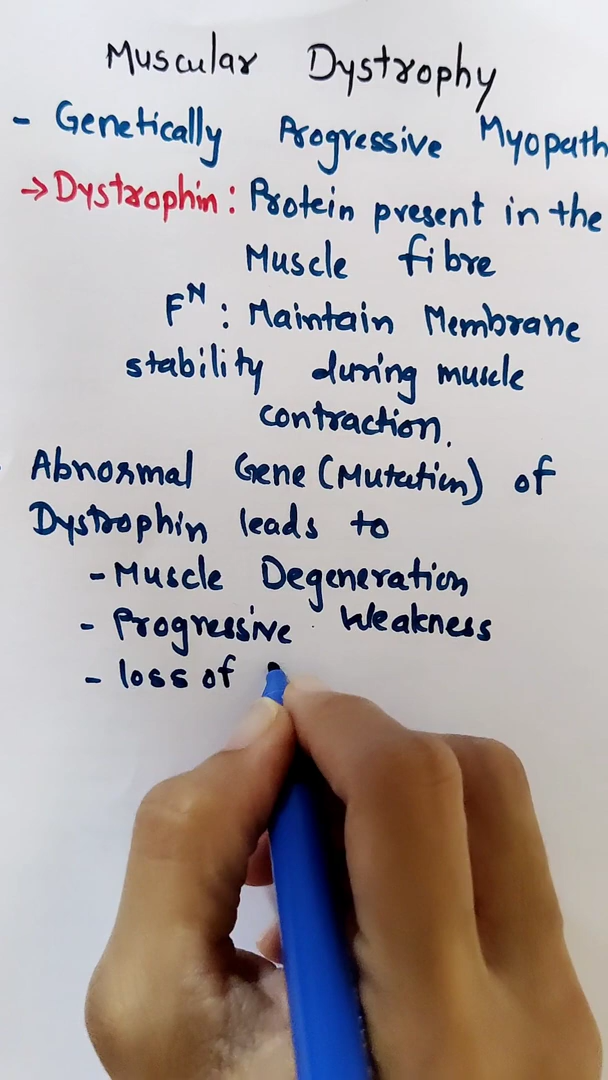 Muscular Dystrophy
- Genetically Progressive Myopath
→ Dystrophin : Protein present in the
Muscle fibre
Fᴺ : Maintain Membrane
stability during muscle
contraction.
Abnormal Gene (Mutation) of
Dystrophin leads to
- Muscle Degeneration
- Progressive Weakness
- loss of